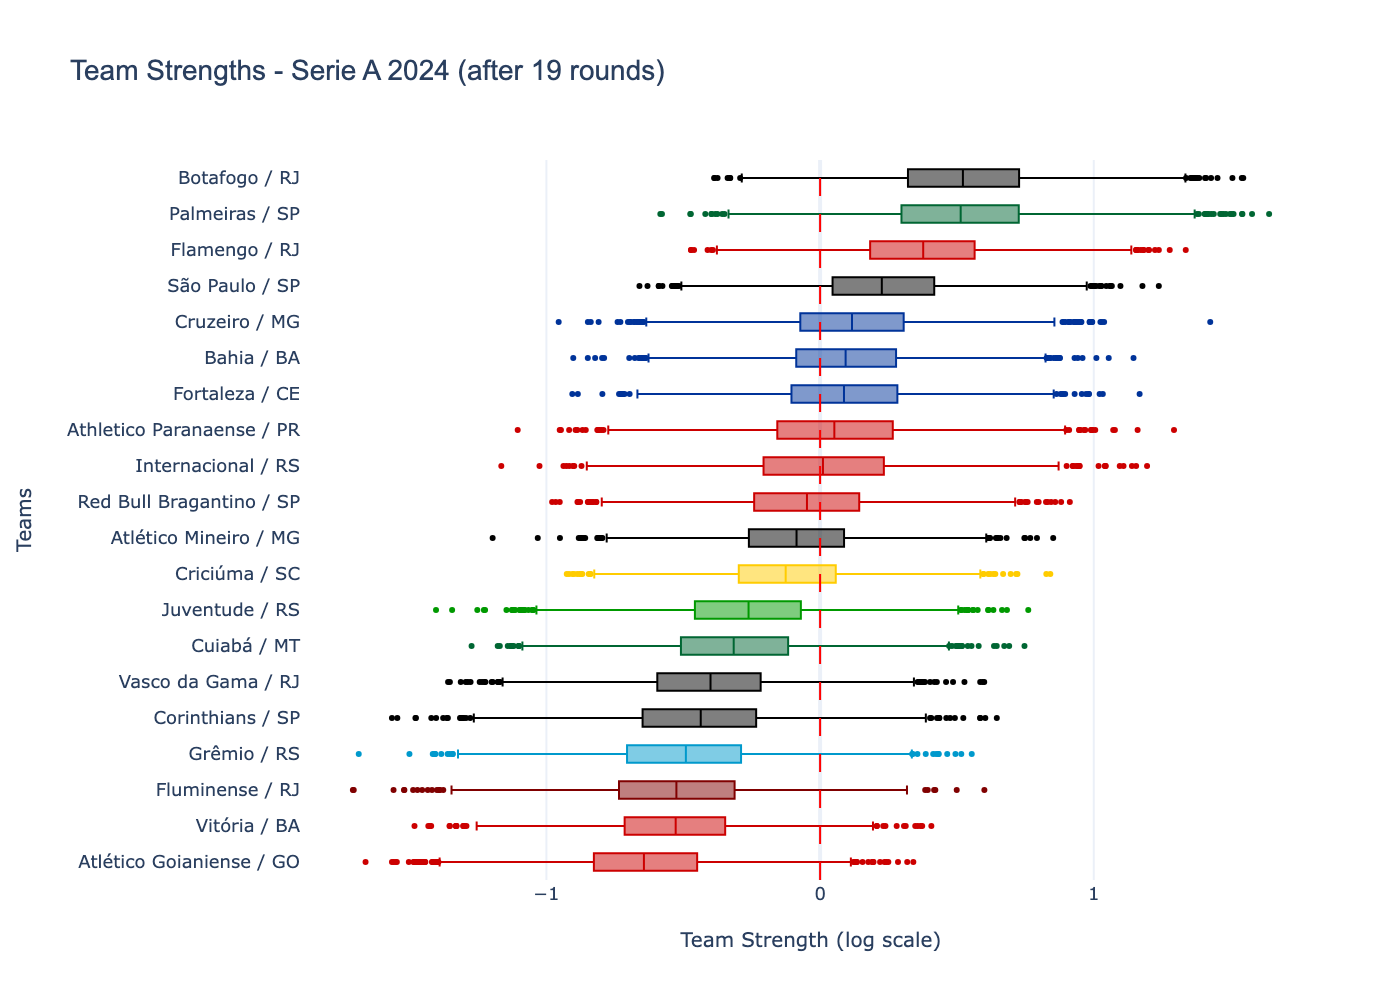 Team Strengths - Serie A 2024 (after 19 rounds)
Botafogo / RJ
Palmeiras / SP
Flamengo / RJ
São Paulo / SP
Cruzeiro / MG
Bahia / BA
Fortaleza / CE
Athletico Paranaense / PR
Internacional / RS
Red Bull Bragantino / SP
Atlético Mineiro / MG
Criciúma / SC
Juventude / RS
Cuiabá / MT
Vasco da Gama / RJ
Corinthians / SP
Grêmio / RS
Fluminense / RJ
Vitória / BA
Atlético Goianiense / GO
Teams
−1 0 1
Team Strength (log scale)